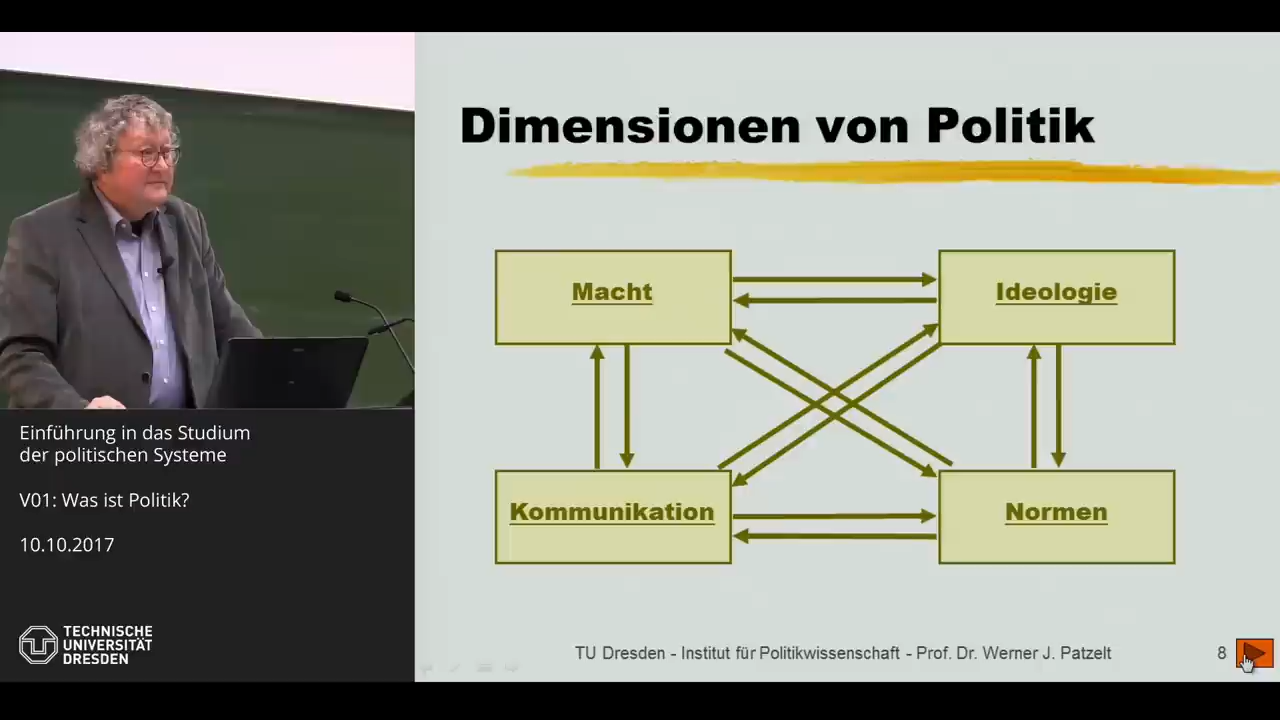 Dimensionen von Politik
Macht
Ideologie
Kommunikation
Normen
TU Dresden - Institut für Politikwissenschaft - Prof. Dr. Werner J. Patzelt
8
Einführung in das Studium
der politischen Systeme
V01: Was ist Politik?
10.10.2017
TECHNISCHE
UNIVERSITÄT
DRESDEN